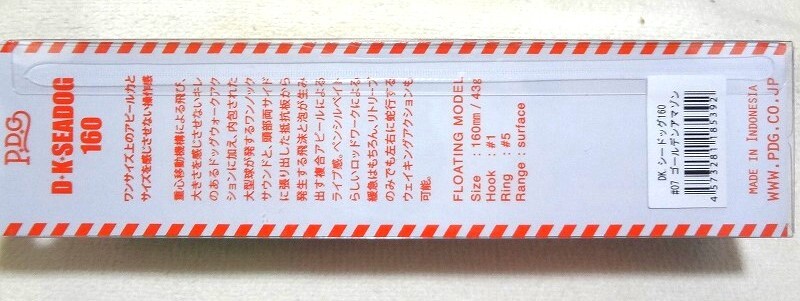 P.D.G
D・K・SEADOG
160
ワンサイズ上のアピール力と
サイズを感じさせない操作感
重心移動機構による飛び、
大きさを感じさせないキレ
のあるドッグウォークアク
ションに加え、内包された
大型球が発するワンノック
サウンドと、頭部両サイド
に張り出した抵抗板から
発生する飛沫と泡が生み
出す複合アピールによる
ライブ感。ペンシルベイト
らしいロッドワークによる
緩急はもちろん、リトリーブ
のみでも左右に蛇行する
ウェイキングアクションも
可能。
FLOATING MODEL
Size : 160mm / 43g
Hook : #1
Ring : #5
Range : surface
DK. シードッグ160
#07 ゴールデンアマゾン
4573281185392
MADE IN INDONESIA
WWW.PDG.CO.JP